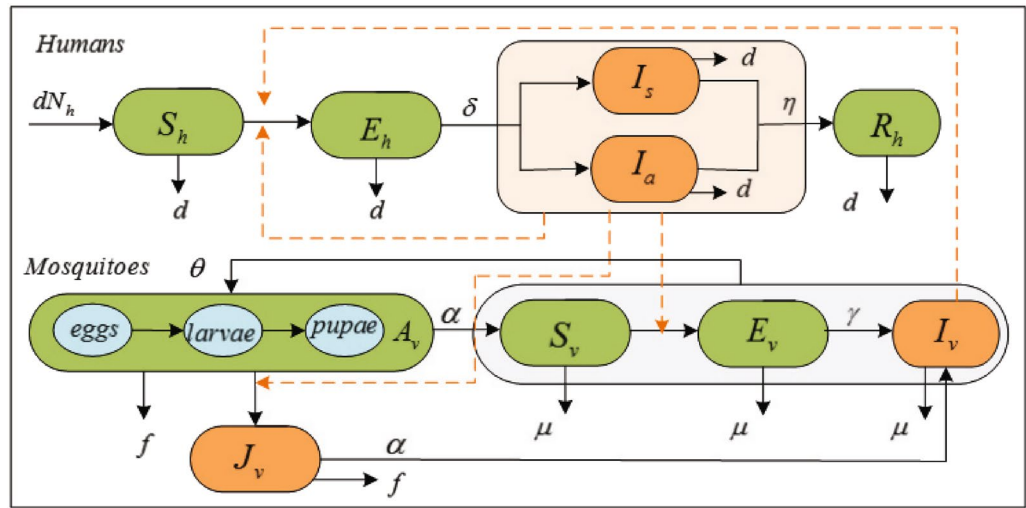 Humans
dN_h
S_h
E_h
δ
I_s
d
I_a
d
η
R_h
d
d
d
Mosquitoes
θ
eggs
larvae
pupae
A_v
α
S_v
E_v
γ
I_v
f
μ
μ
μ
J_v
α
f